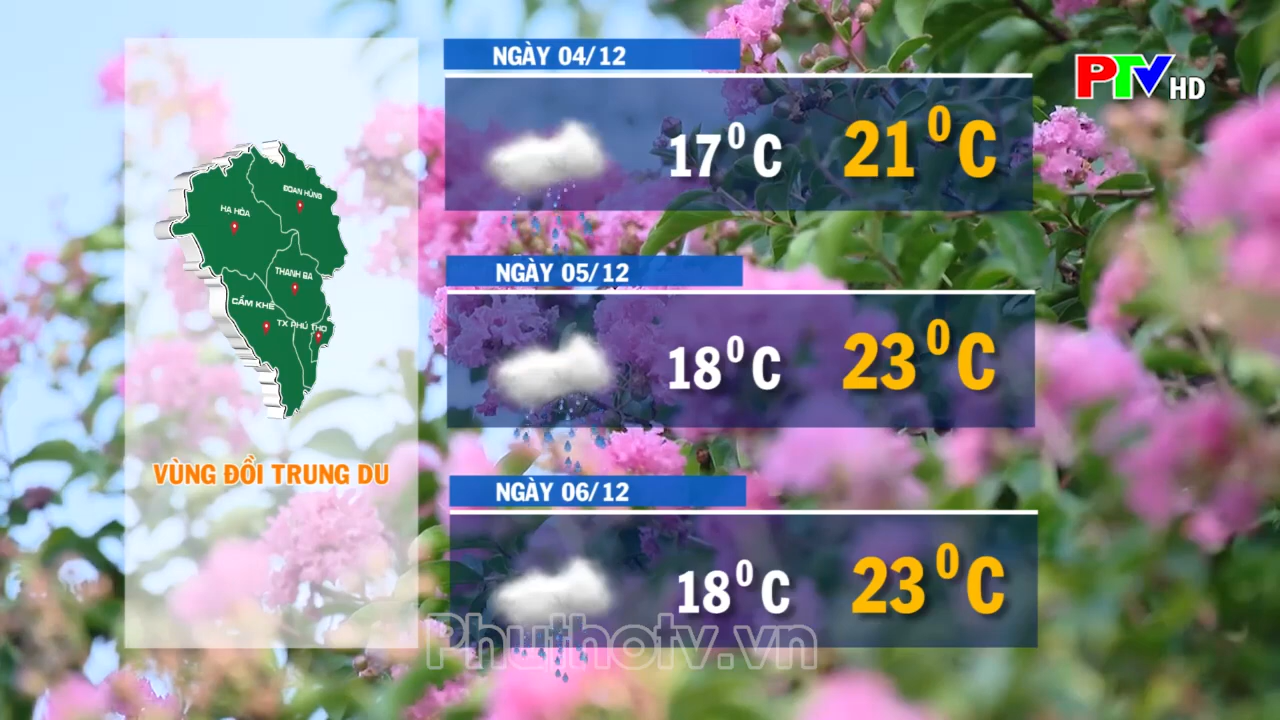 NGÀY 04/12
PTV HD
17⁰C 21⁰C
ĐOAN HÙNG
HẠ HÒA
THANH BA
CẨM KHÊ
TX PHÚ THỌ
NGÀY 05/12
18⁰C 23⁰C
VÙNG ĐỒI TRUNG DU
NGÀY 06/12
18⁰C 23⁰C
Phuthotv.vn